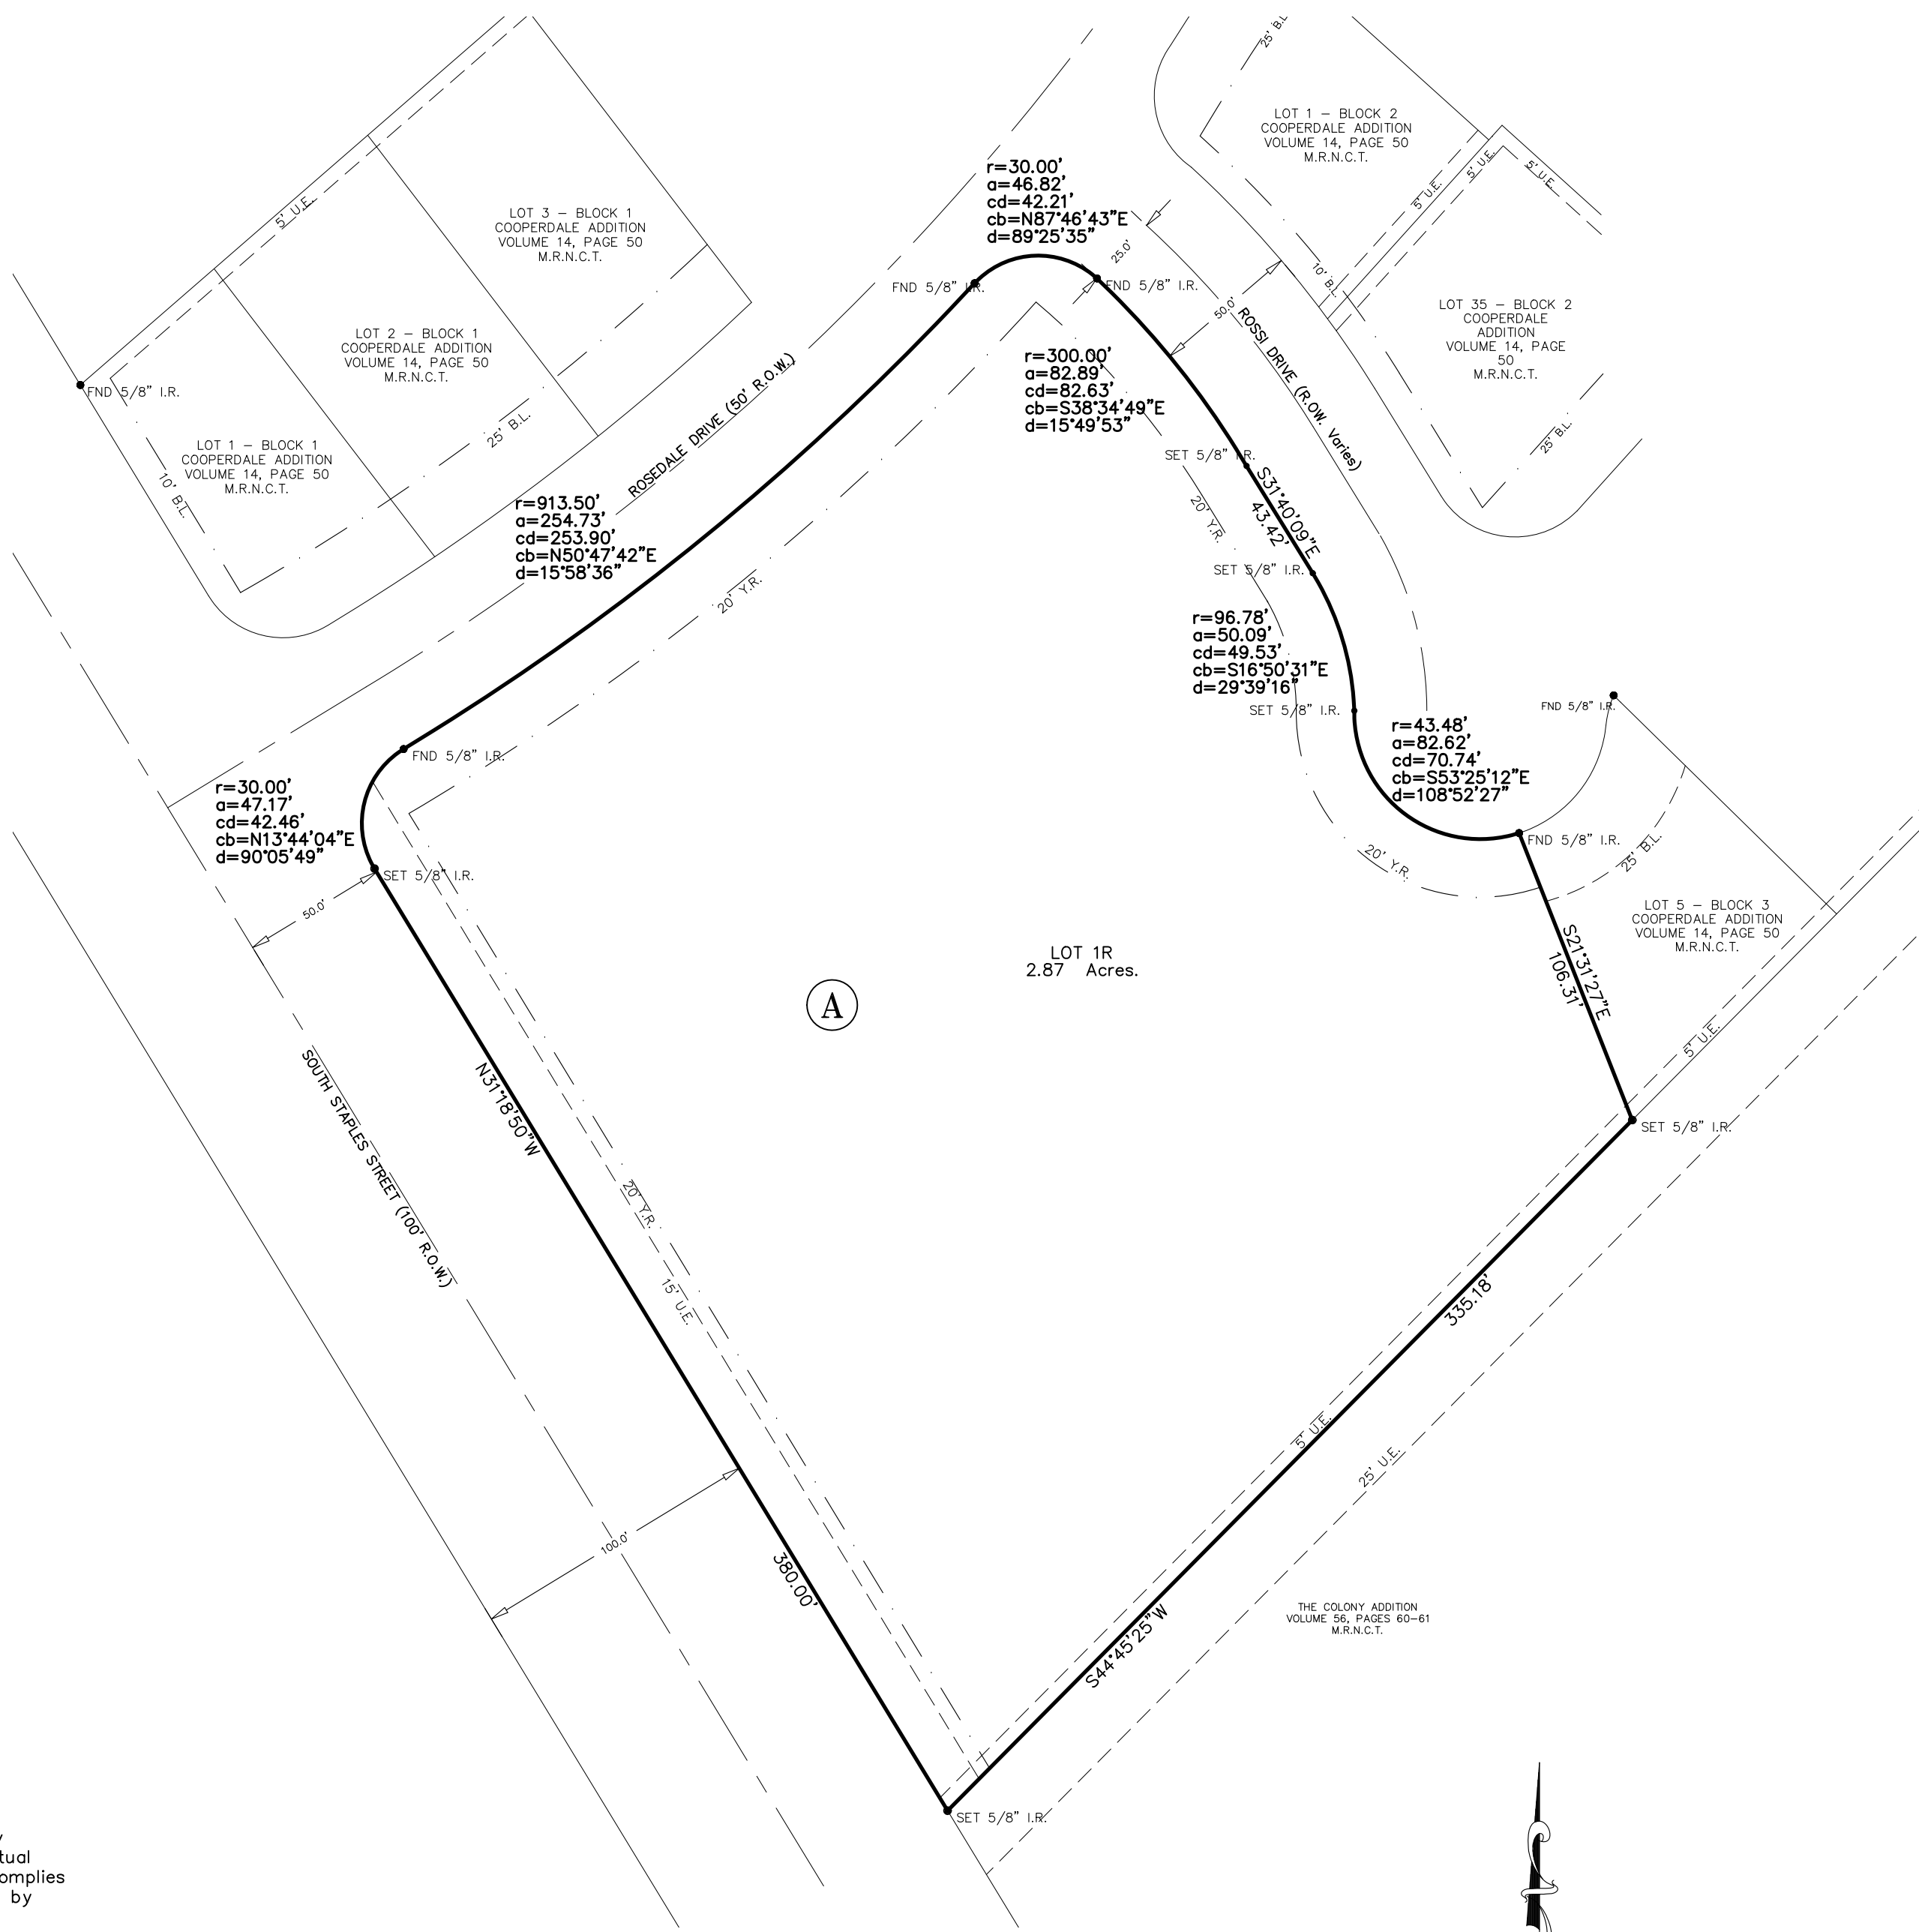 25' B.L.
LOT 1 – BLOCK 2
COOPERDALE ADDITION
VOLUME 14, PAGE 50
M.R.N.C.T.
5' U.E.
5' U.E.
5' U.E.
r=30.00'
a=46.82'
cd=42.21'
cb=N87°46'43"E
d=89°25'35"
5' U.E.
LOT 3 – BLOCK 1
COOPERDALE ADDITION
VOLUME 14, PAGE 50
M.R.N.C.T.
25.0'
10' B.L.
FND 5/8" I.R.
FND 5/8" I.R.
50.0'
ROSSI DRIVE (R.OW. Varies)
LOT 35 – BLOCK 2
COOPERDALE
ADDITION
VOLUME 14, PAGE
50
M.R.N.C.T.
LOT 2 – BLOCK 1
COOPERDALE ADDITION
VOLUME 14, PAGE 50
M.R.N.C.T.
r=300.00'
a=82.89'
cd=82.63'
cb=S38°34'49"E
d=15°49'53"
FND 5/8" I.R.
ROSEDALE DRIVE (50' R.O.W.)
25' B.L.
25' B.L.
LOT 1 – BLOCK 1
COOPERDALE ADDITION
VOLUME 14, PAGE 50
M.R.N.C.T.
10' B.L.
SET 5/8" I.R.
S31°40'09"E
43.42'
r=913.50'
a=254.73'
cd=253.90'
cb=N50°47'42"E
d=15°58'36"
20' Y.R.
20' Y.R.
SET 5/8" I.R.
r=96.78'
a=50.09'
cd=49.53'
cb=S16°50'31"E
d=29°39'16"
SET 5/8" I.R.
FND 5/8" I.R.
r=43.48'
a=82.62'
cd=70.74'
cb=S53°25'12"E
d=108°52'27"
FND 5/8" I.R.
r=30.00'
a=47.17'
cd=42.46'
cb=N13°44'04"E
d=90°05'49"
FND 5/8" I.R.
20' Y.R.
25' B.L.
SET 5/8" I.R.
50.0'
LOT 5 – BLOCK 3
COOPERDALE ADDITION
VOLUME 14, PAGE 50
M.R.N.C.T.
LOT 1R
2.87 Acres.
A
S21°31'27"E
106.31'
5' U.E.
SOUTH STAPLES STREET (100' R.O.W.)
N31°18'50"W
SET 5/8" I.R.
20' Y.R.
15' U.E.
335.18'
5' U.E.
25' U.E.
100.0'
380.00'
S44°45'25"W
THE COLONY ADDITION
VOLUME 56, PAGES 60–61
M.R.N.C.T.
SET 5/8" I.R.
tual
omplies
by